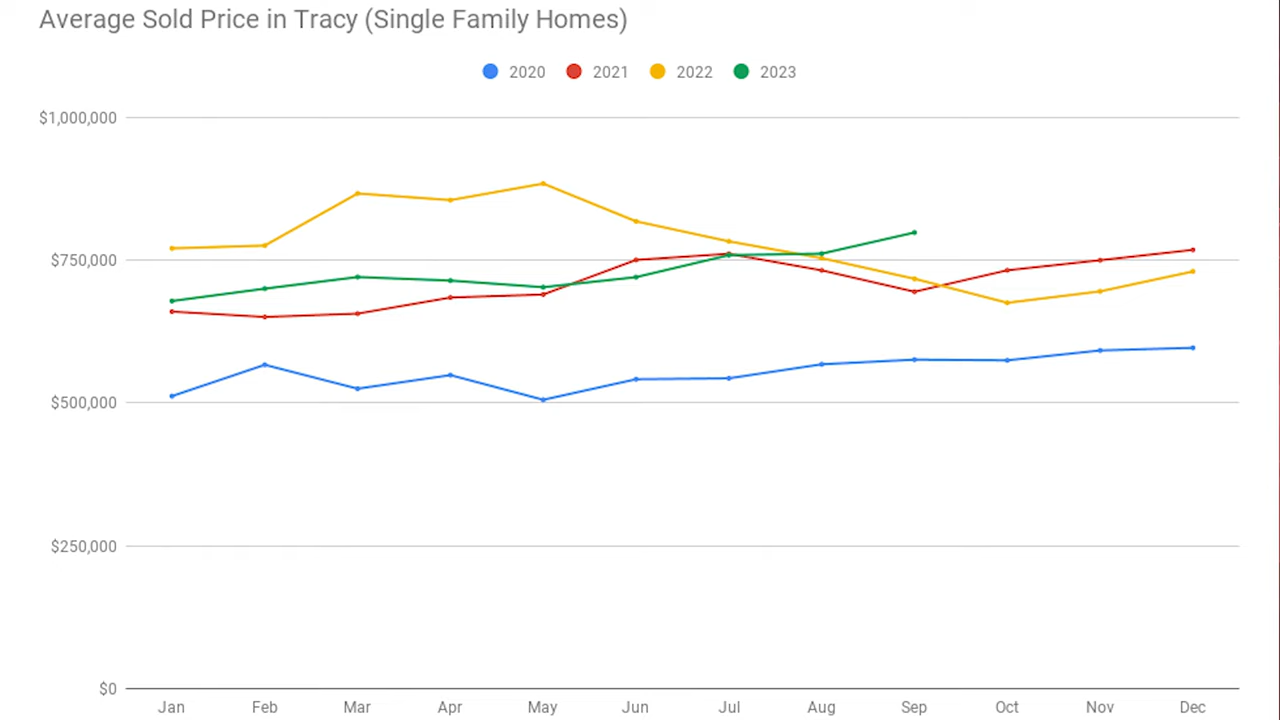 Average Sold Price in Tracy (Single Family Homes)
2020 2021 2022 2023
$1,000,000
$750,000
$500,000
$250,000
$0
Jan Feb Mar Apr May Jun Jul Aug Sep Oct Nov Dec